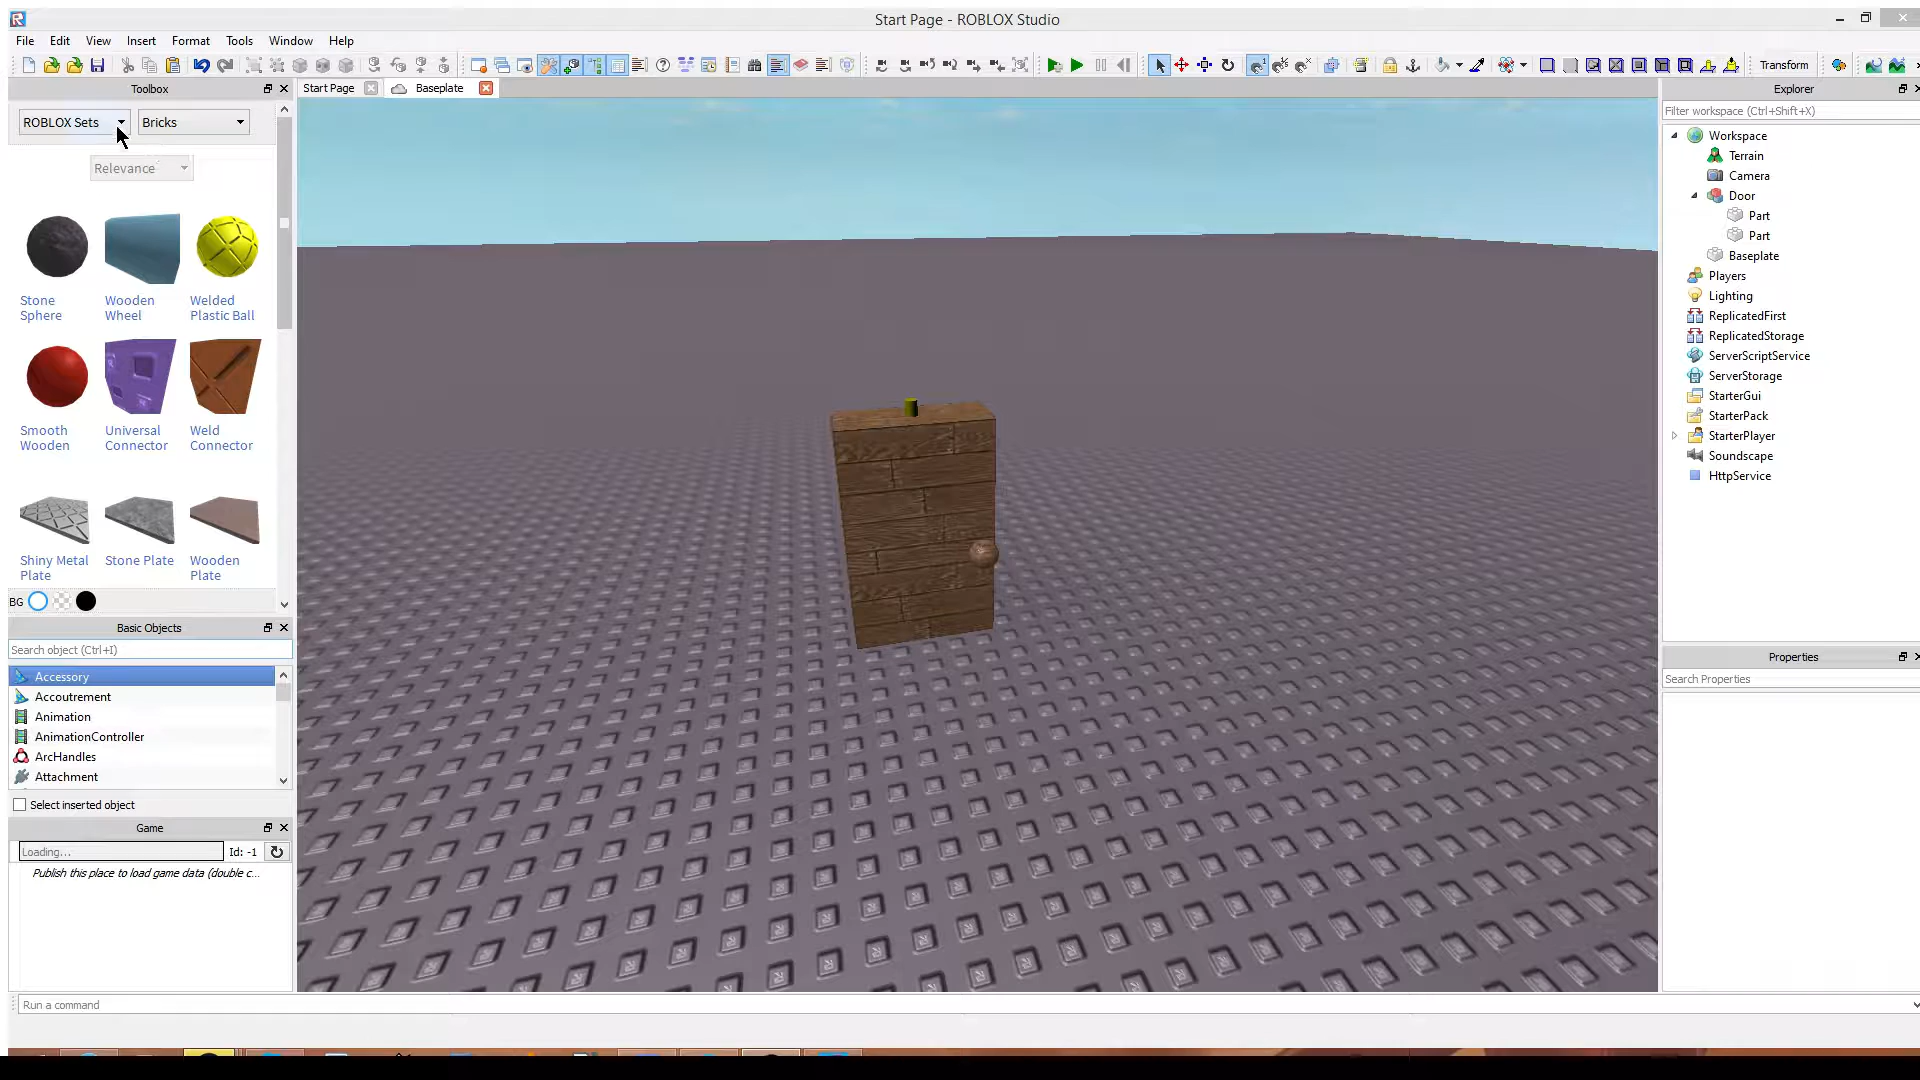 Start Page - ROBLOX Studio
File Edit View Insert Format Tools Window Help
Transform
Toolbox
Start Page
Baseplate
Explorer
ROBLOX Sets
Bricks
Filter workspace (Ctrl+Shift+X)
Relevance
Workspace
Terrain
Camera
Door
Part
Part
Baseplate
Players
Lighting
ReplicatedFirst
ReplicatedStorage
ServerScriptService
ServerStorage
StarterGui
StarterPack
StarterPlayer
Soundscape
HttpService
Stone Sphere
Wooden Wheel
Welded Plastic Ball
Smooth Wooden
Universal Connector
Weld Connector
Shiny Metal Plate
Stone Plate
Wooden Plate
BG
Basic Objects
Search object (Ctrl+I)
Accessory
Accoutrement
Animation
AnimationController
ArcHandles
Attachment
Select inserted object
Game
Loading...
Id: -1
Publish this place to load game data (double c...
Properties
Search Properties
Run a command